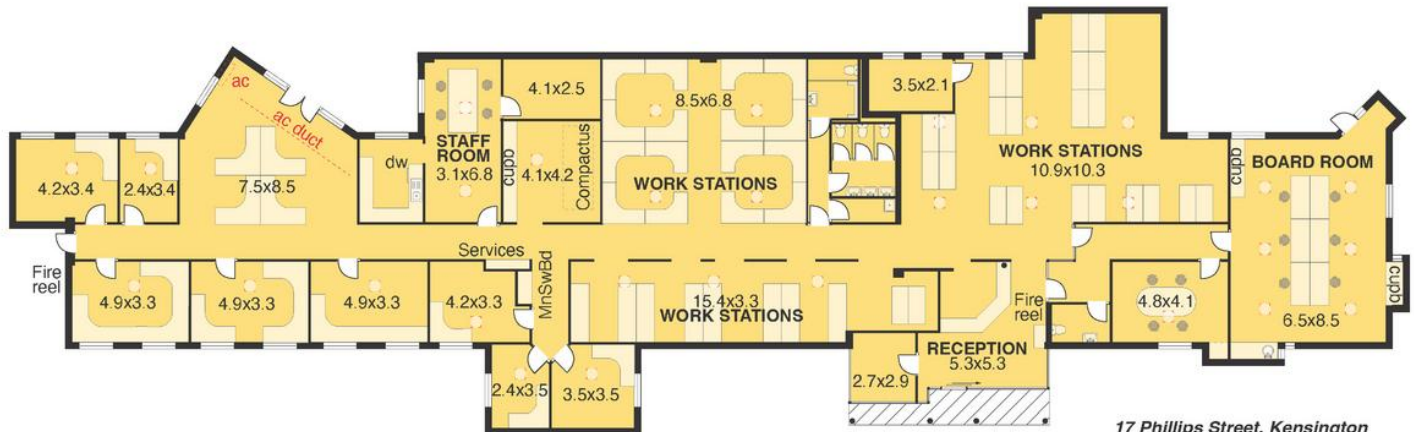 ac
ac duct
4.2x3.4
2.4x3.4
7.5x8.5
dw
STAFF
ROOM
3.1x6.8
cupb
4.1x2.5
4.1x4.2
Compactus
8.5x6.8
WORK STATIONS
3.5x2.1
WORK STATIONS
10.9x10.3
cupb
BOARD ROOM
6.5x8.5
cupb
Services
MnSwBd
Fire
reel
4.9x3.3
4.9x3.3
4.9x3.3
4.2x3.3
15.4x3.3
WORK STATIONS
Fire
reel
4.8x4.1
RECEPTION
5.3x5.3
2.7x2.9
2.4x3.5
3.5x3.5
17 Phillips Street, Kensington